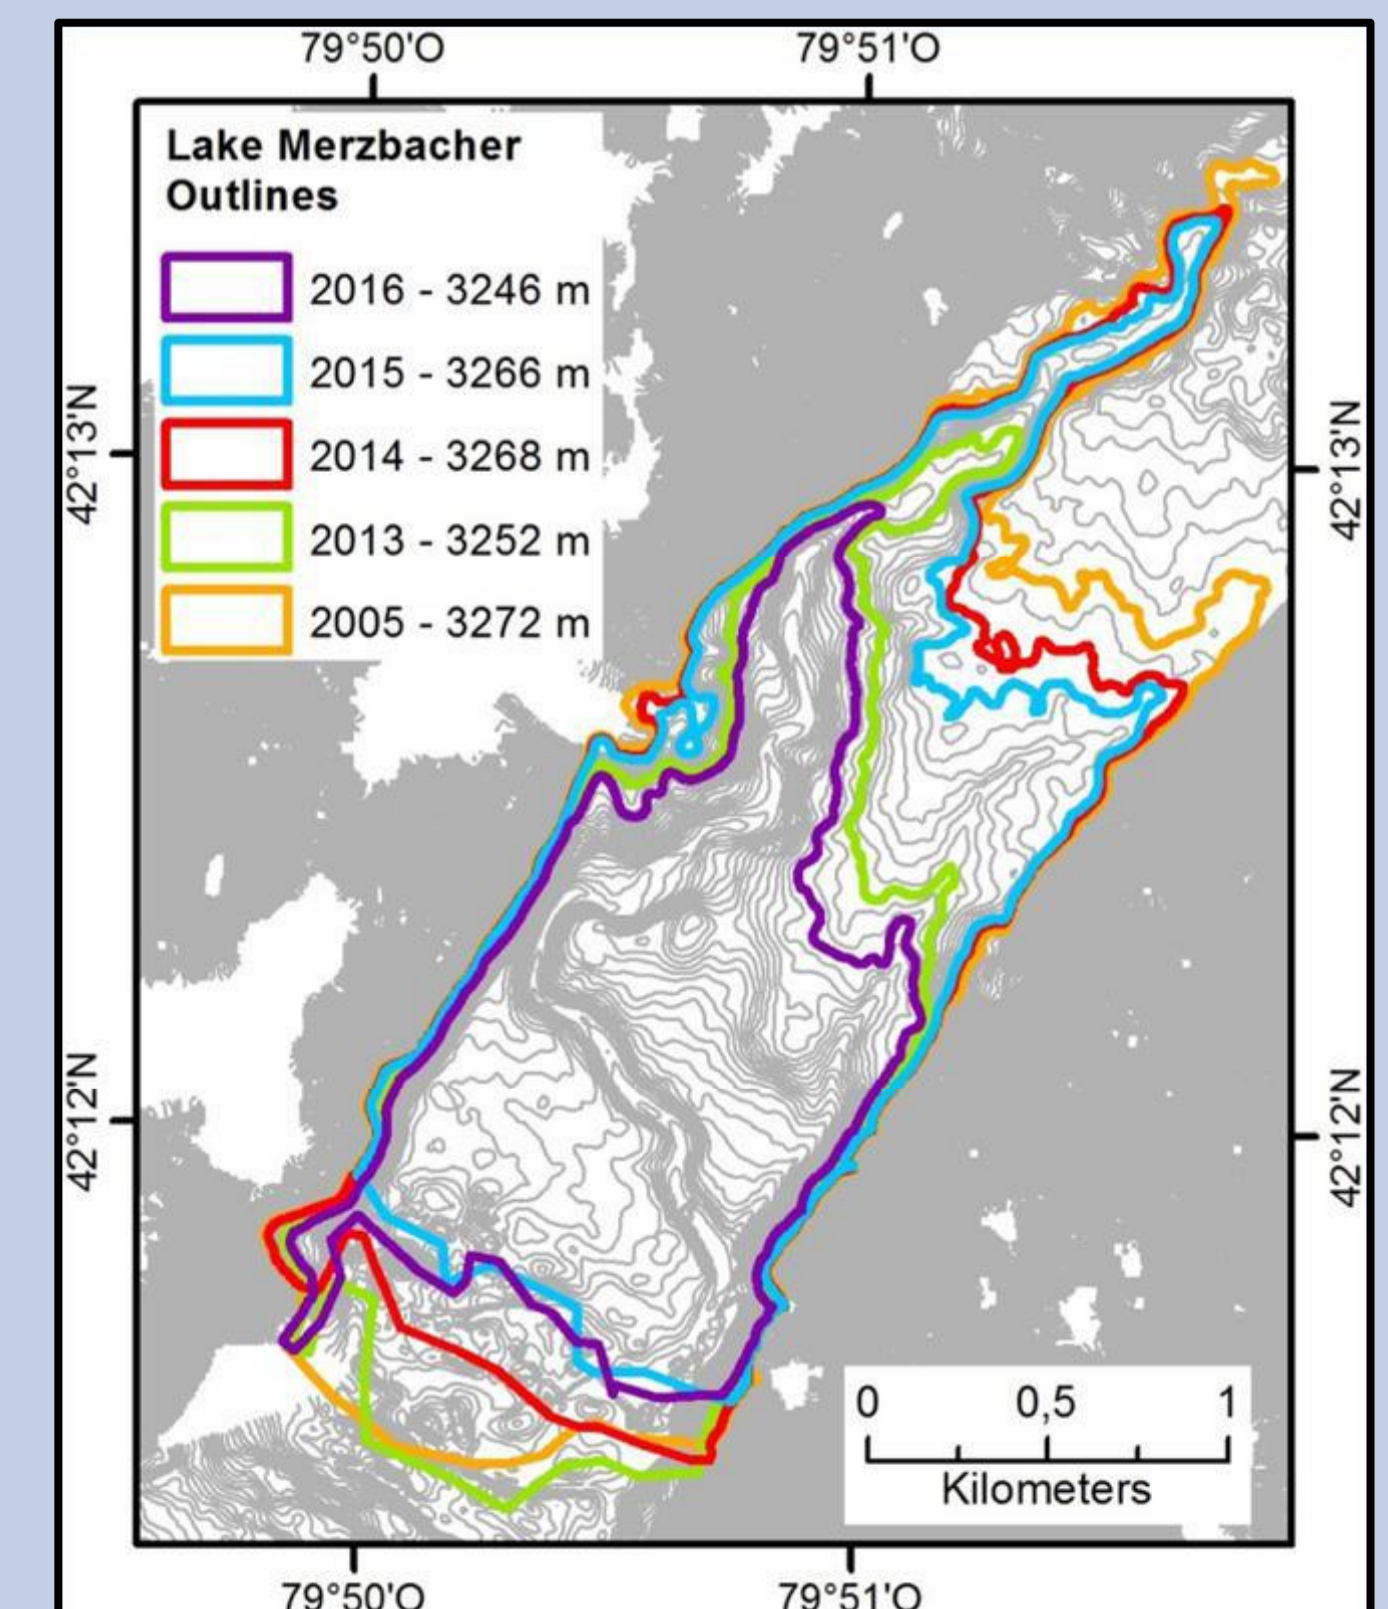 79°50'O 79°51'O
Lake Merzbacher
Outlines
2016 - 3246 m
2015 - 3266 m
2014 - 3268 m
2013 - 3252 m
2005 - 3272 m
42°13'N 42°13'N
42°12'N 42°12'N
0 0,5 1
Kilometers
79°50'O 79°51'O